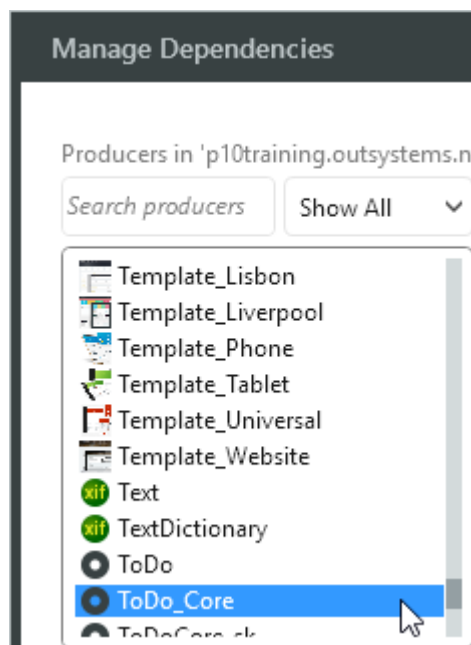 Manage Dependencies
Producers in 'p10training.outsystems.n
Search producers
Show All
Template_Lisbon
Template_Liverpool
Template_Phone
Template_Tablet
Template_Universal
Template_Website
xif Text
xif TextDictionary
ToDo
ToDo_Core
ToDoCore_sk